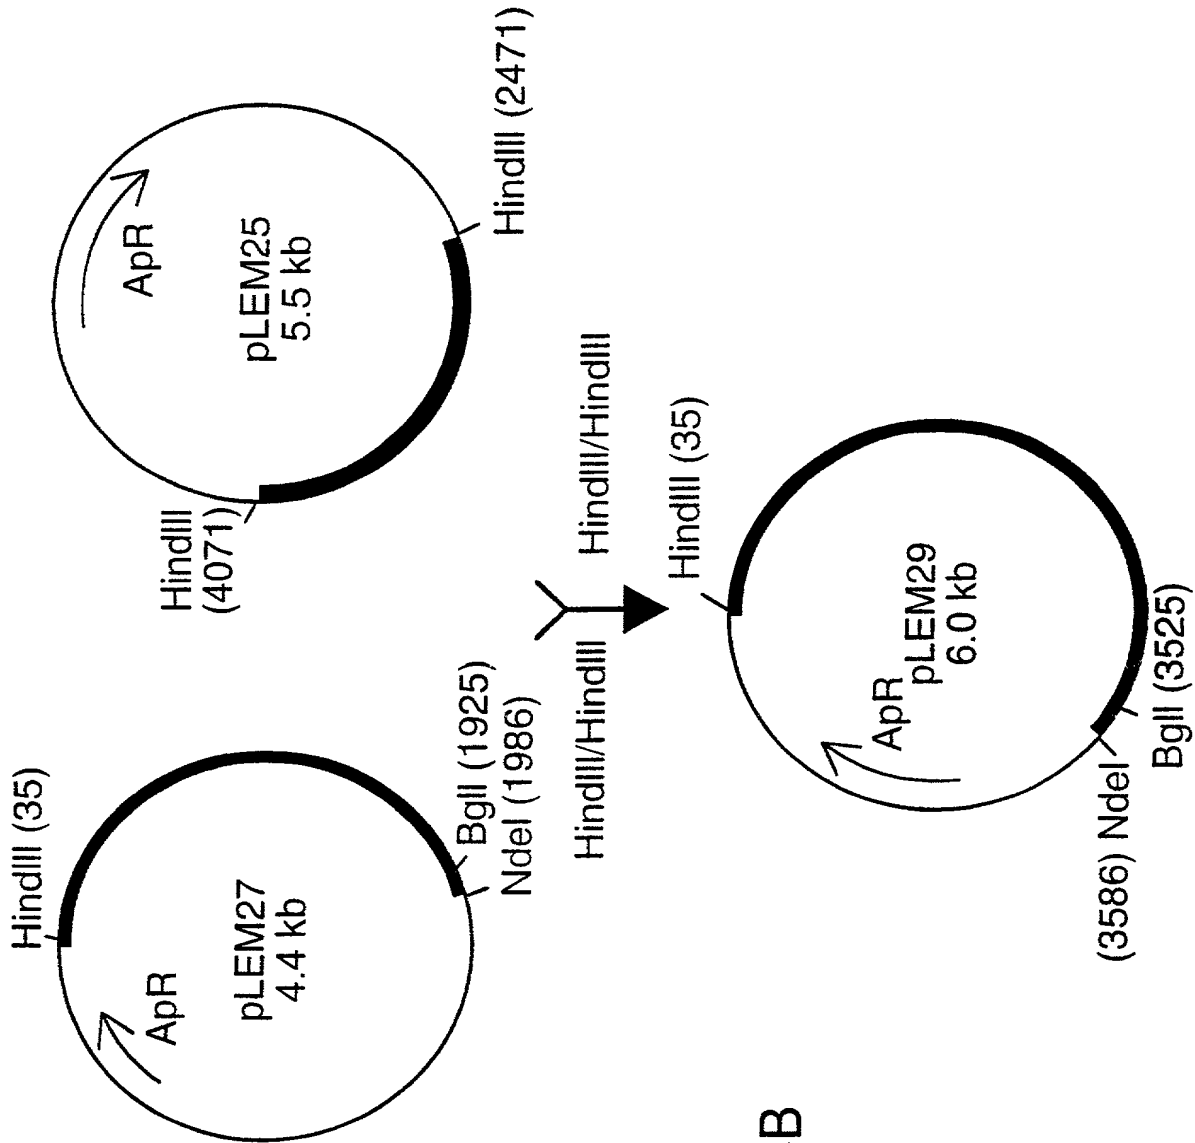 HindIII (35)
ApR
pLEM27
4.4 kb
BglI (1925)
NdeI (1986)
HindIII
(4071)
ApR
pLEM25
5.5 kb
HindIII (2471)
HindIII/HindIII
HindIII/HindIII
HindIII (35)
ApR
pLEM29
6.0 kb
(3586) NdeI
BglI (3525)
B